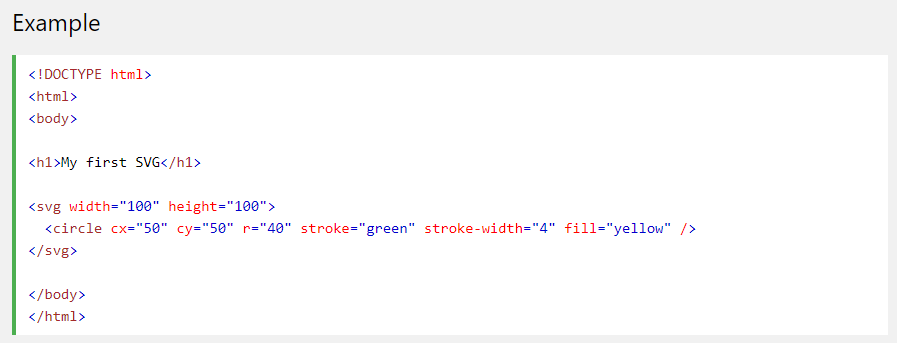 Example
<!DOCTYPE html>
<html>
<body>
<h1>My first SVG</h1>
<svg width="100" height="100">
<circle cx="50" cy="50" r="40" stroke="green" stroke-width="4" fill="yellow" />
</svg>
</body>
</html>